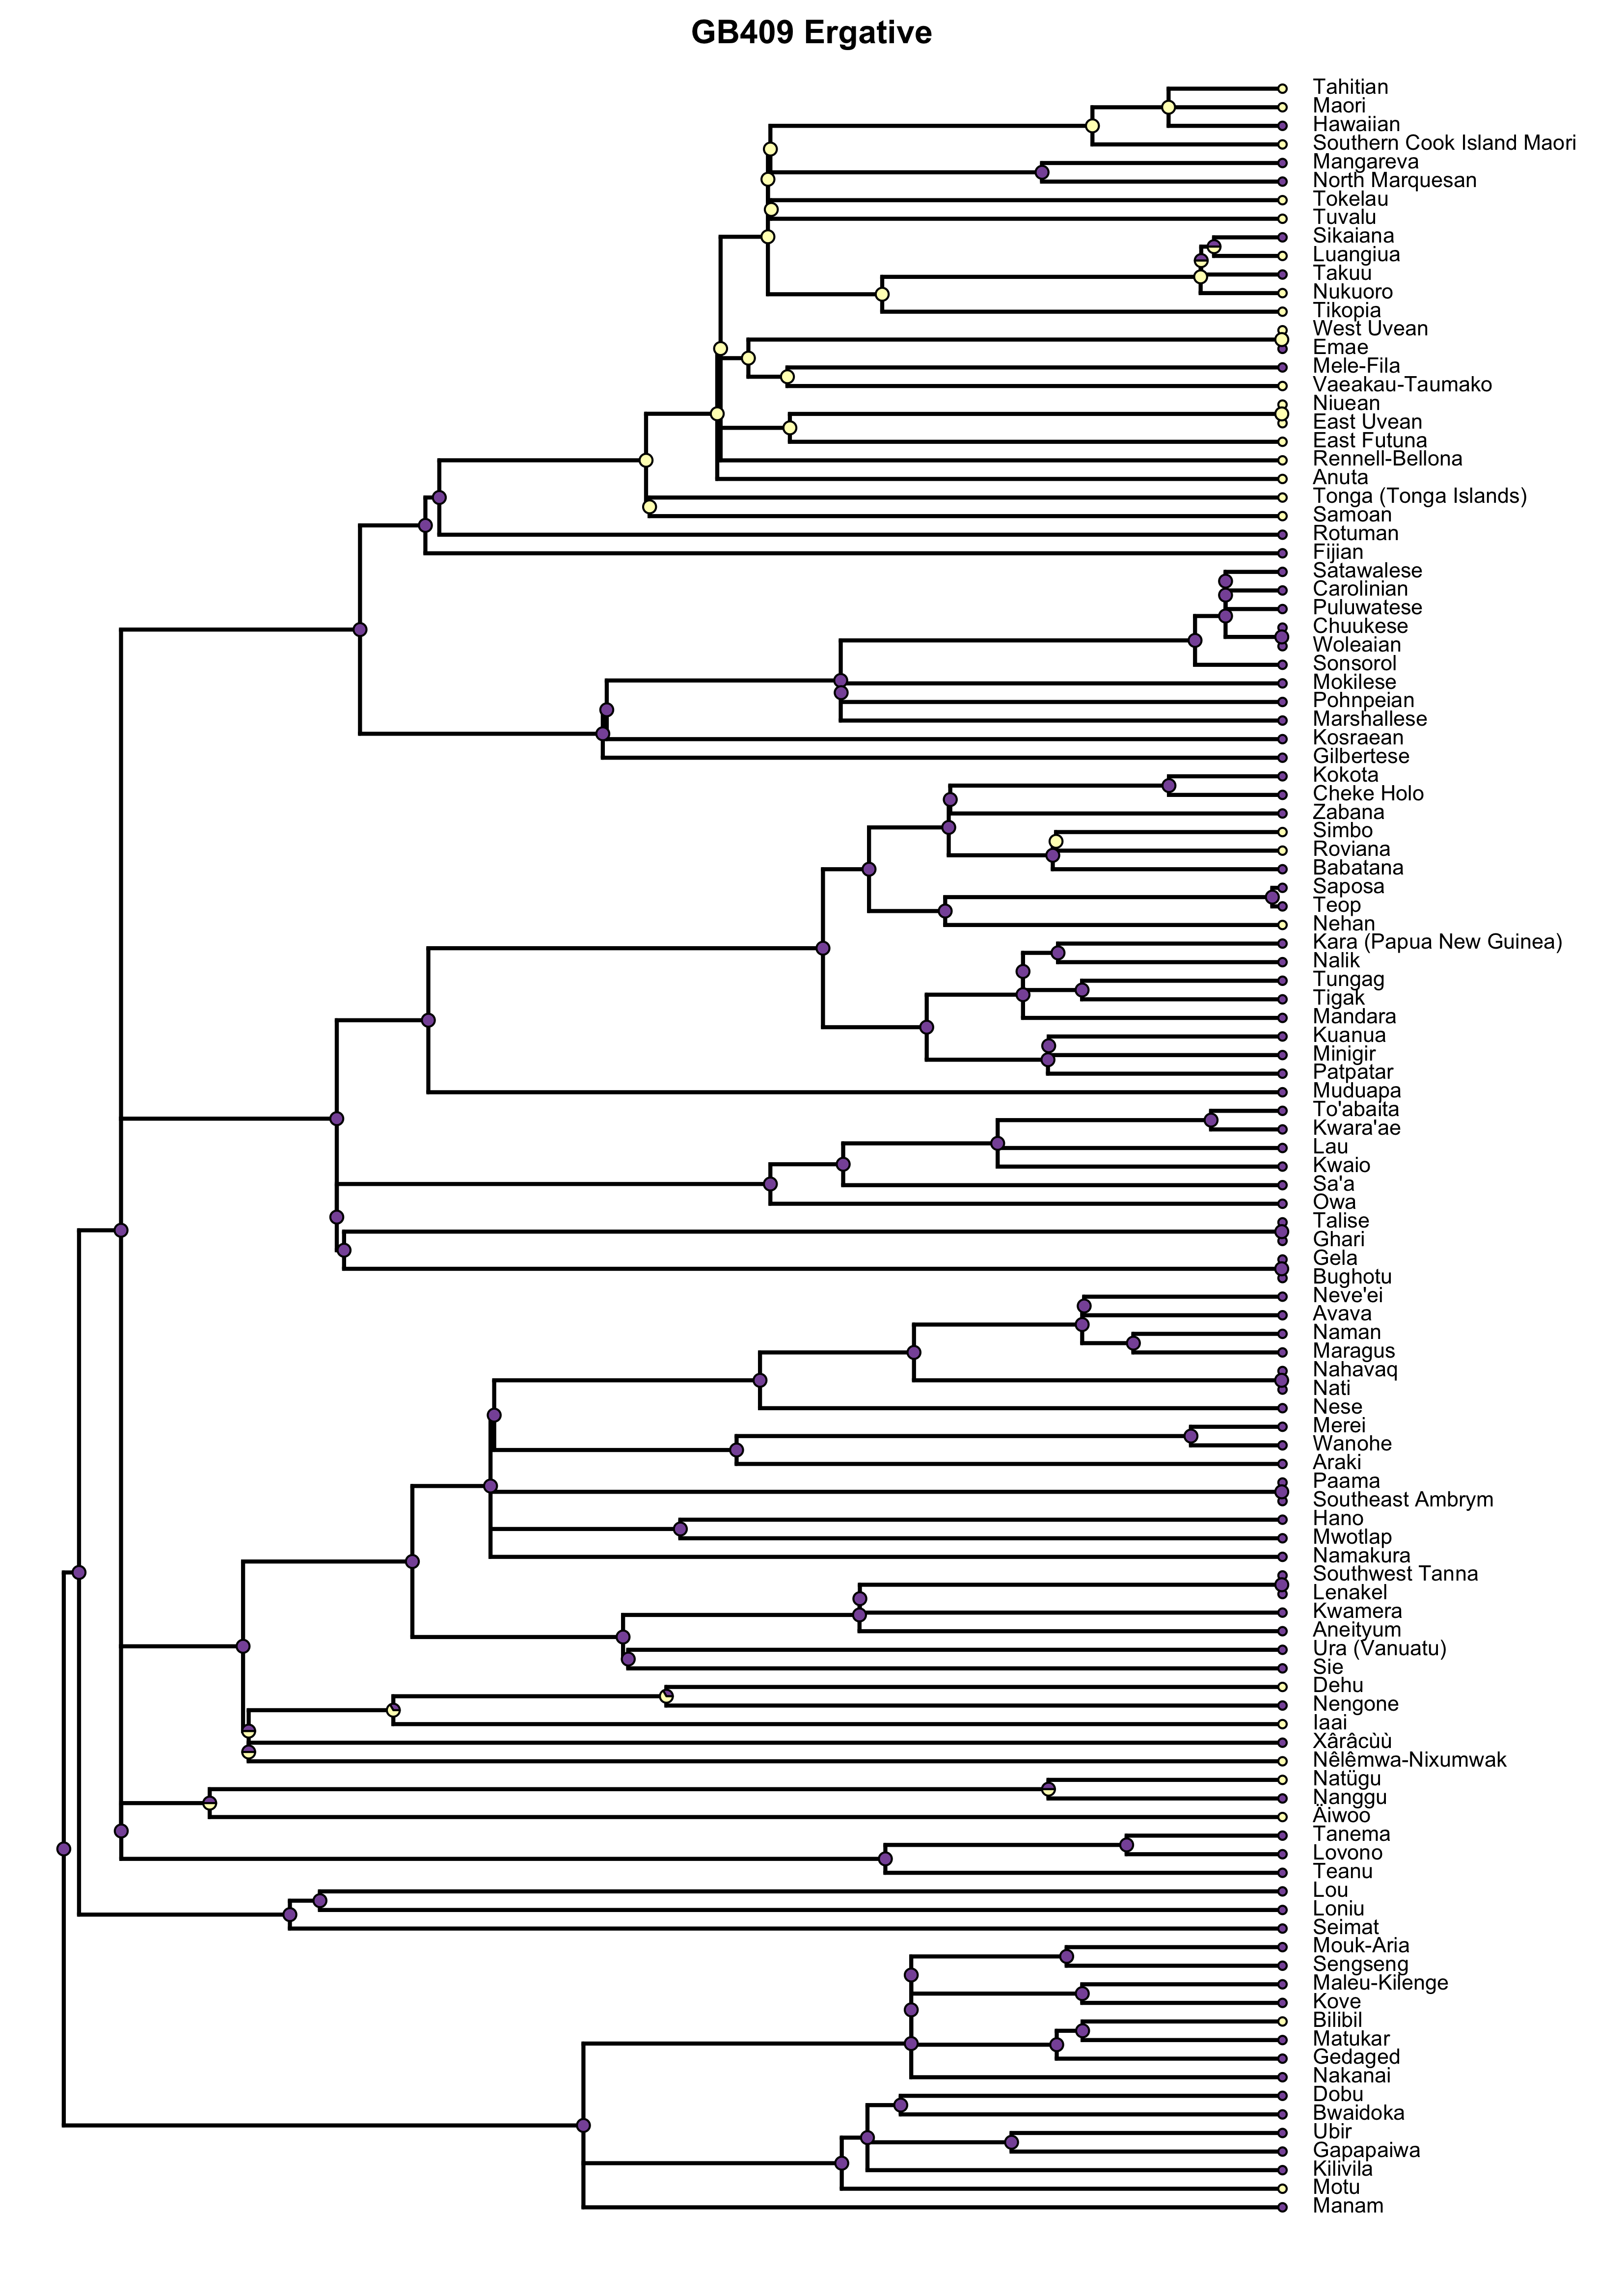 GB409 Ergative
Tahitian
Maori
Hawaiian
Southern Cook Island Maori
Mangareva
North Marquesan
Tokelau
Tuvalu
Sikaiana
Luangiua
Takuu
Nukuoro
Tikopia
West Uvean
Emae
Mele-Fila
Vaeakau-Taumako
Niuean
East Uvean
East Futuna
Rennell-Bellona
Anuta
Tonga (Tonga Islands)
Samoan
Rotuman
Fijian
Satawalese
Carolinian
Puluwatese
Chuukese
Woleaian
Sonsorol
Mokilese
Pohnpeian
Marshallese
Kosraean
Gilbertese
Kokota
Cheke Holo
Zabana
Simbo
Roviana
Babatana
Saposa
Teop
Nehan
Kara (Papua New Guinea)
Nalik
Tungag
Tigak
Mandara
Kuanua
Minigir
Patpatar
Muduapa
To'abaita
Kwara'ae
Lau
Kwaio
Sa'a
Owa
Talise
Ghari
Gela
Bughotu
Neve'ei
Avava
Naman
Maragus
Nahavaq
Nati
Nese
Merei
Wanohe
Araki
Paama
Southeast Ambrym
Hano
Mwotlap
Namakura
Southwest Tanna
Lenakel
Kwamera
Aneityum
Ura (Vanuatu)
Sie
Dehu
Nengone
Iaai
Xârâcùù
Nêlêmwa-Nixumwak
Natügu
Nanggu
Äiwoo
Tanema
Lovono
Teanu
Lou
Loniu
Seimat
Mouk-Aria
Sengseng
Maleu-Kilenge
Kove
Bilibil
Matukar
Gedaged
Nakanai
Dobu
Bwaidoka
Ubir
Gapapaiwa
Kilivila
Motu
Manam